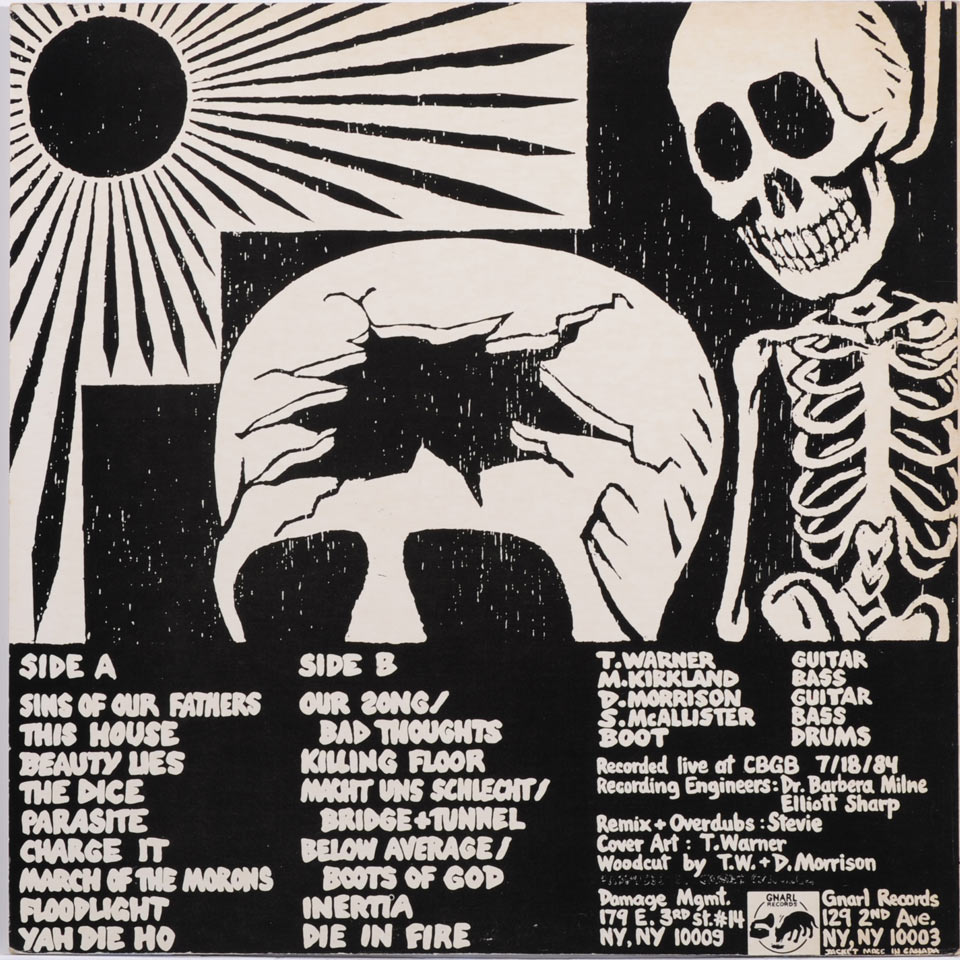 SIDE A
SINS OF OUR FATHERS
THIS HOUSE
BEAUTY LIES
THE DICE
PARASITE
CHARGE IT
MARCH OF THE MORONS
FLOODLIGHT
YAH DIE HO
SIDE B
OUR SONG/
BAD THOUGHTS
KILLING FLOOR
MACHT UNS SCHLECHT/
BRIDGE+TUNNEL
BELOW AVERAGE/
BOOTS OF GOD
INERTIA
DIE IN FIRE
T. WARNER GUITAR
M. KIRKLAND BASS
D. MORRISON GUITAR
S. McALLISTER BASS
BOOT DRUMS
Recorded live at CBGB 7/18/84
Recording Engineers: Dr. Barbera Milne
Elliott Sharp
Remix + Overdubs: Stevie
Cover Art: T. Warner
Woodcut by T.W. + D. Morrison
Damage Mgmt.
179 E. 3RD St. #14
NY, NY 10009
GNARL
RECORDS
Gnarl Records
129 2ND Ave.
NY, NY 10003
JACKET MADE IN CANADA